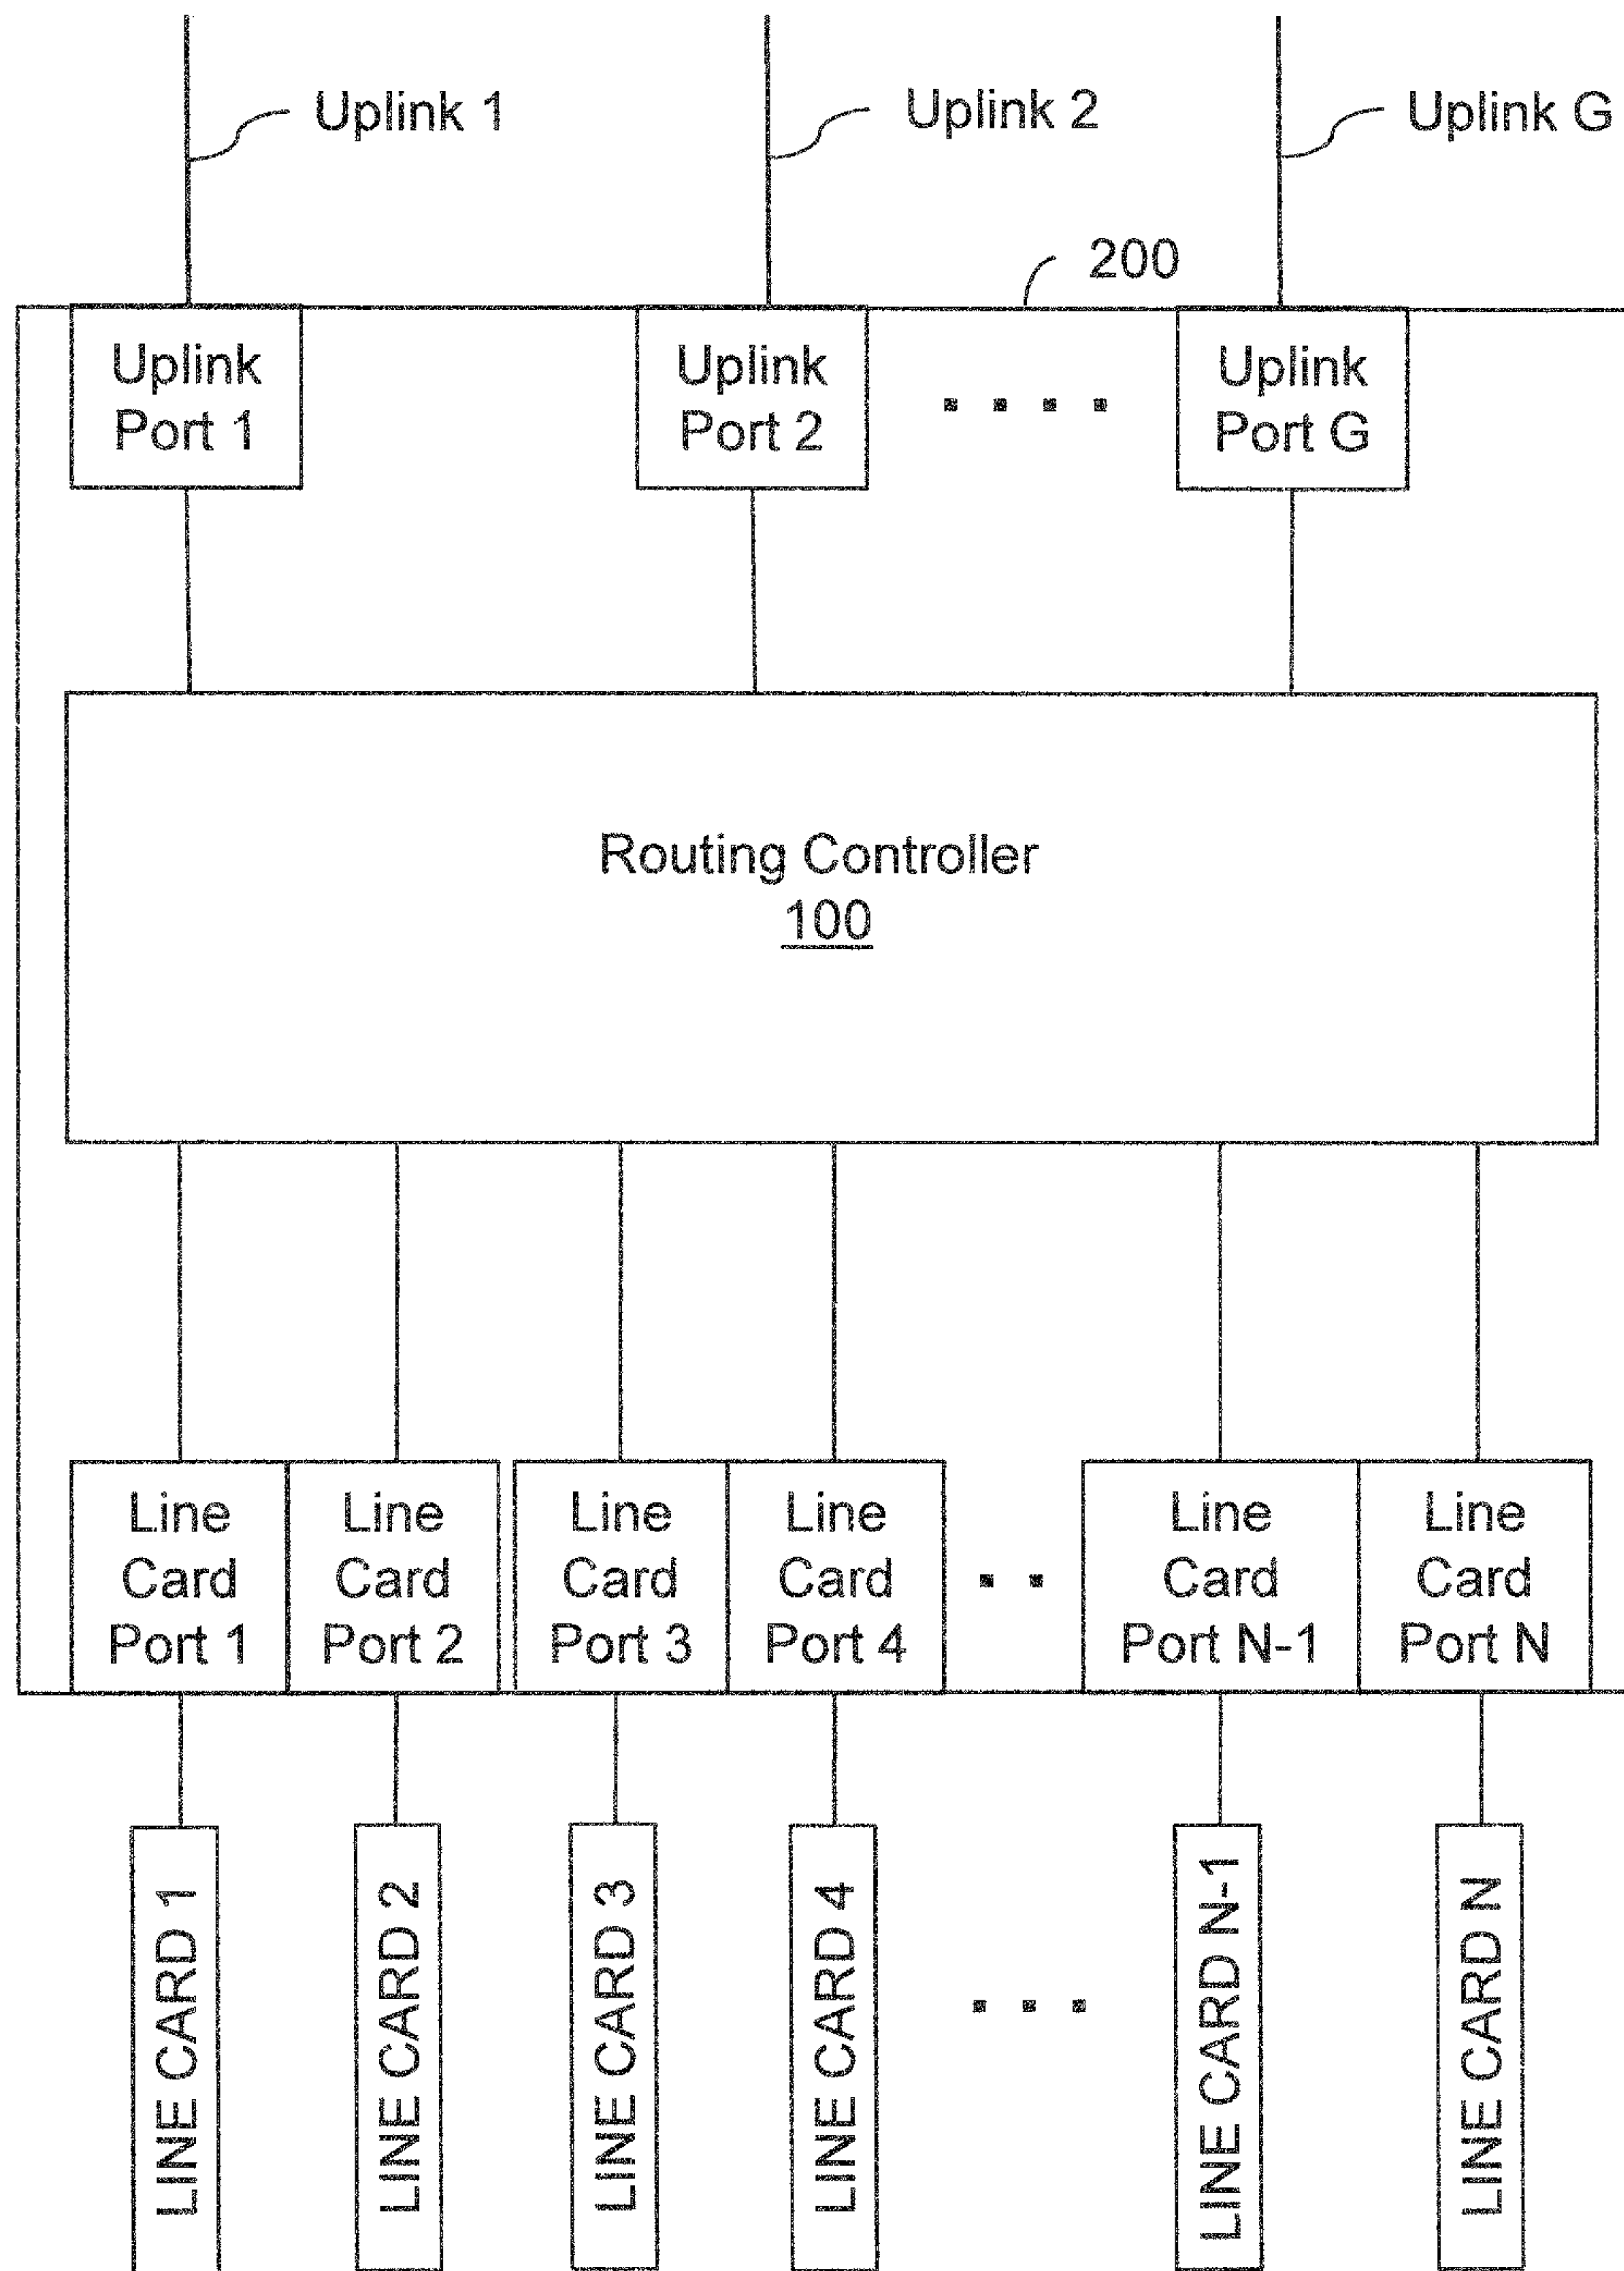 Uplink 1
Uplink 2
Uplink G
200
Uplink
Port 1
Uplink
Port 2
Uplink
Port G
Routing Controller
100
Line
Card
Port 1
Line
Card
Port 2
Line
Card
Port 3
Line
Card
Port 4
Line
Card
Port N-1
Line
Card
Port N
LINE CARD 1
LINE CARD 2
LINE CARD 3
LINE CARD 4
LINE CARD N-1
LINE CARD N